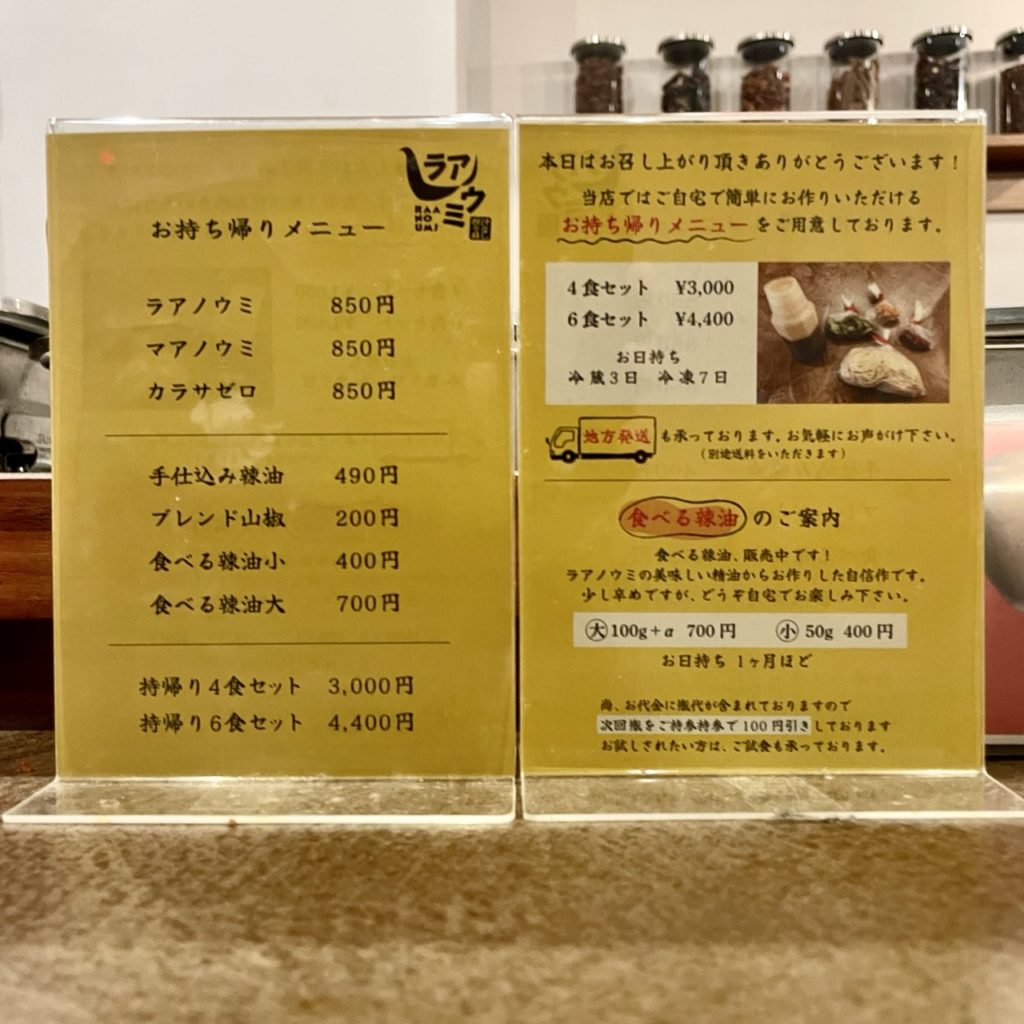 ラアノウミ
RAA
NO
UMI
お持ち帰りメニュー
ラアノウミ 850円
マアノウミ 850円
カラサゼロ 850円
手仕込み辣油 490円
ブレンド山椒 200円
食べる辣油小 400円
食べる辣油大 700円
持帰り4食セット 3,000円
持帰り6食セット 4,400円
本日はお召し上がり頂きありがとうございます!
当店ではご自宅で簡単にお作りいただける
お持ち帰りメニューをご用意しております。
4食セット ¥3,000
6食セット ¥4,400
お日持ち
冷蔵3日 冷凍7日
地方発送も承っております。お気軽にお声がけ下さい。
(別途送料をいただきます)
食べる辣油のご案内
食べる辣油、販売中です!
ラアノウミの美味しい精油からお作りした自信作です。
少し辛めですが、どうぞ自宅でお楽しみ下さい。
大 100g+α 700円 小 50g 400円
お日持ち 1ヶ月ほど
尚、お代金に瓶代が含まれておりますので
次回瓶をご持参持参で100円引きしております
お試しされたい方は、ご試食も承っております。